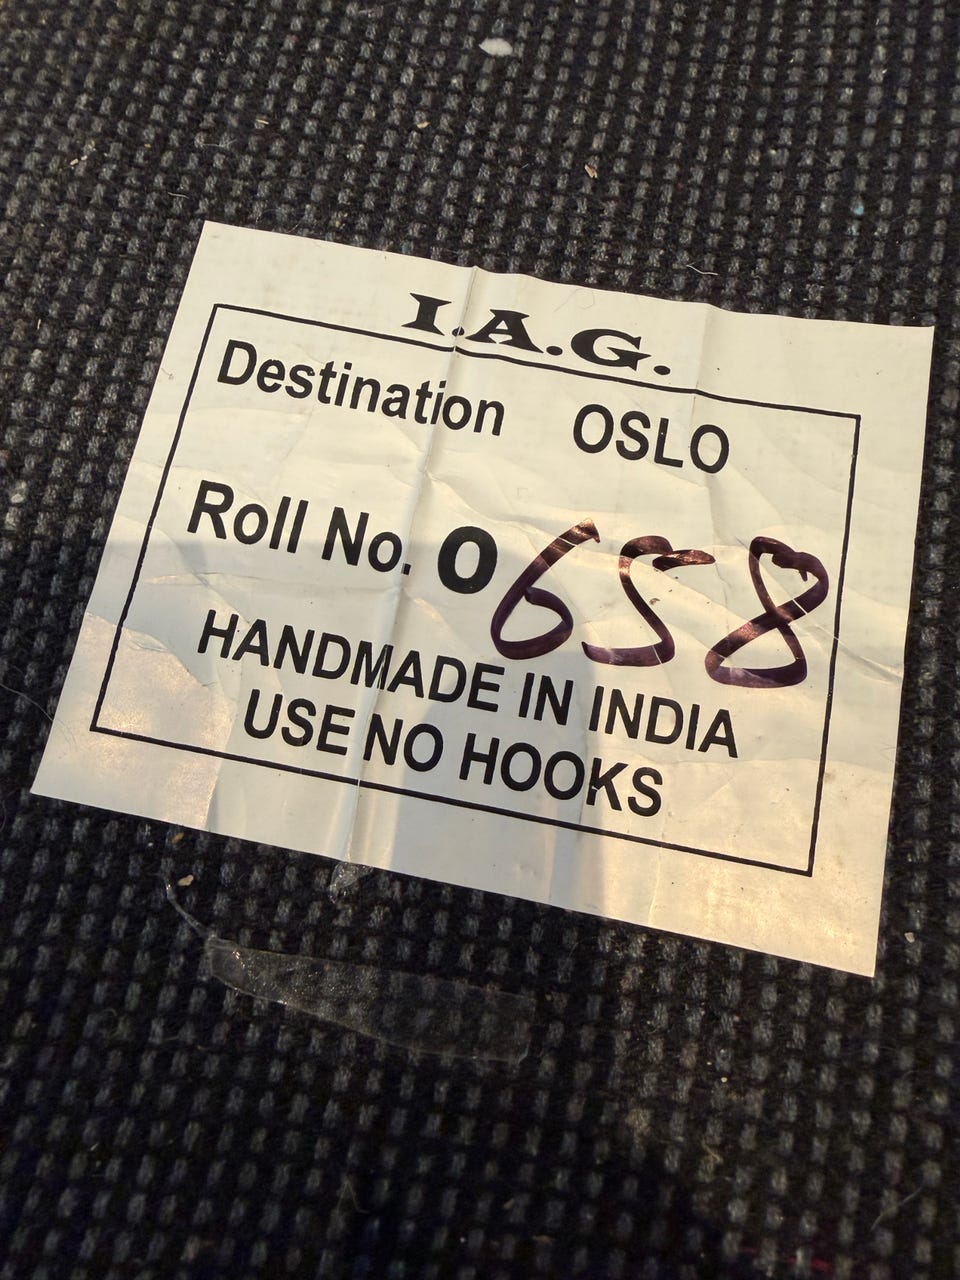 I.A.G.
Destination OSLO
Roll No. 0658
HANDMADE IN INDIA
USE NO HOOKS